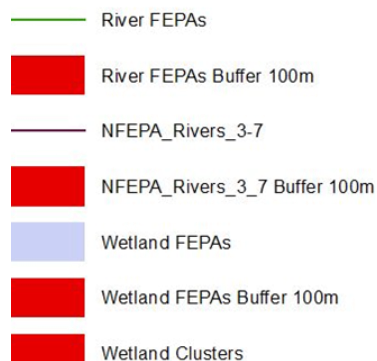 River FEPAs
River FEPAs Buffer 100m
NFEPA_Rivers_3-7
NFEPA_Rivers_3_7 Buffer 100m
Wetland FEPAs
Wetland FEPAs Buffer 100m
Wetland Clusters